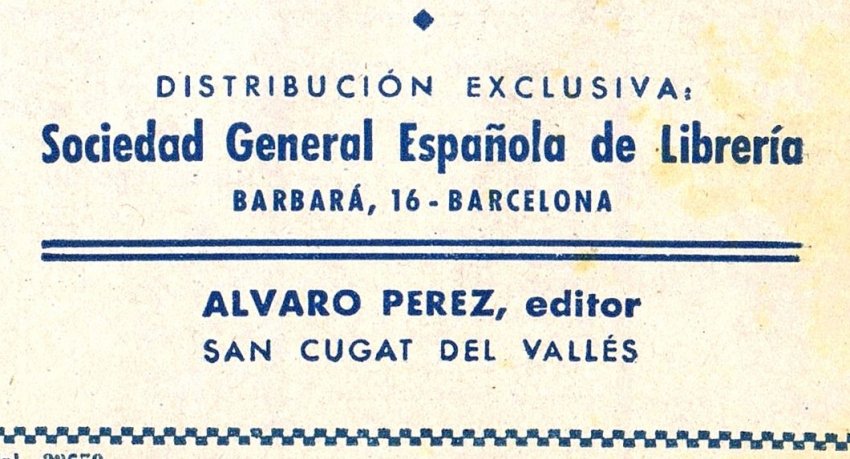 DISTRIBUCIÓN EXCLUSIVA:
Sociedad General Española de Librería
BARBARÁ, 16 - BARCELONA
ALVARO PEREZ, editor
SAN CUGAT DEL VALLÉS